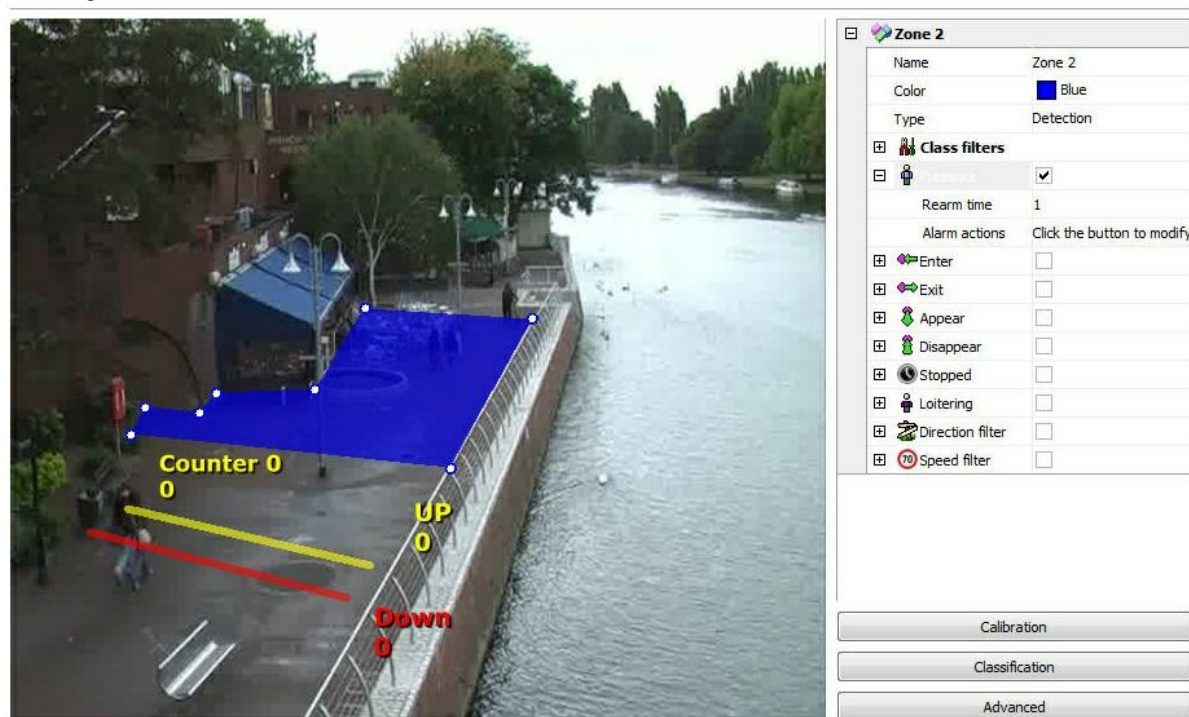 Zone 2
Name Zone 2
Color Blue
Type Detection
Class filters
Presence
Rearm time 1
Alarm actions Click the button to modify
Enter
Exit
Appear
Disappear
Stopped
Loitering
Direction filter
70 Speed filter
Counter 0
0
UP
0
Down
0
Calibration
Classification
Advanced